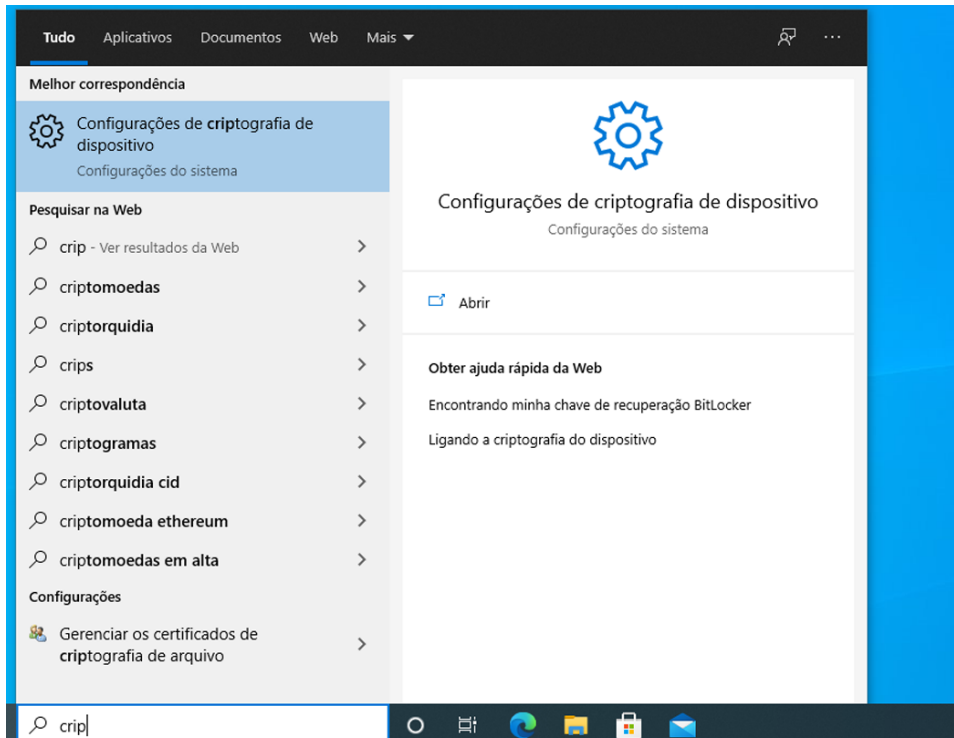 Tudo Aplicativos Documentos Web Mais
Melhor correspondência
Configurações de criptografia de
dispositivo
Configurações do sistema
Pesquisar na Web
crip - Ver resultados da Web
criptomoedas
criptorquidia
crips
criptovaluta
criptogramas
criptorquidia cid
criptomoeda ethereum
criptomoedas em alta
Configurações
Gerenciar os certificados de
criptografia de arquivo
crip
Configurações de criptografia de dispositivo
Configurações do sistema
Abrir
Obter ajuda rápida da Web
Encontrando minha chave de recuperação BitLocker
Ligando a criptografia do dispositivo